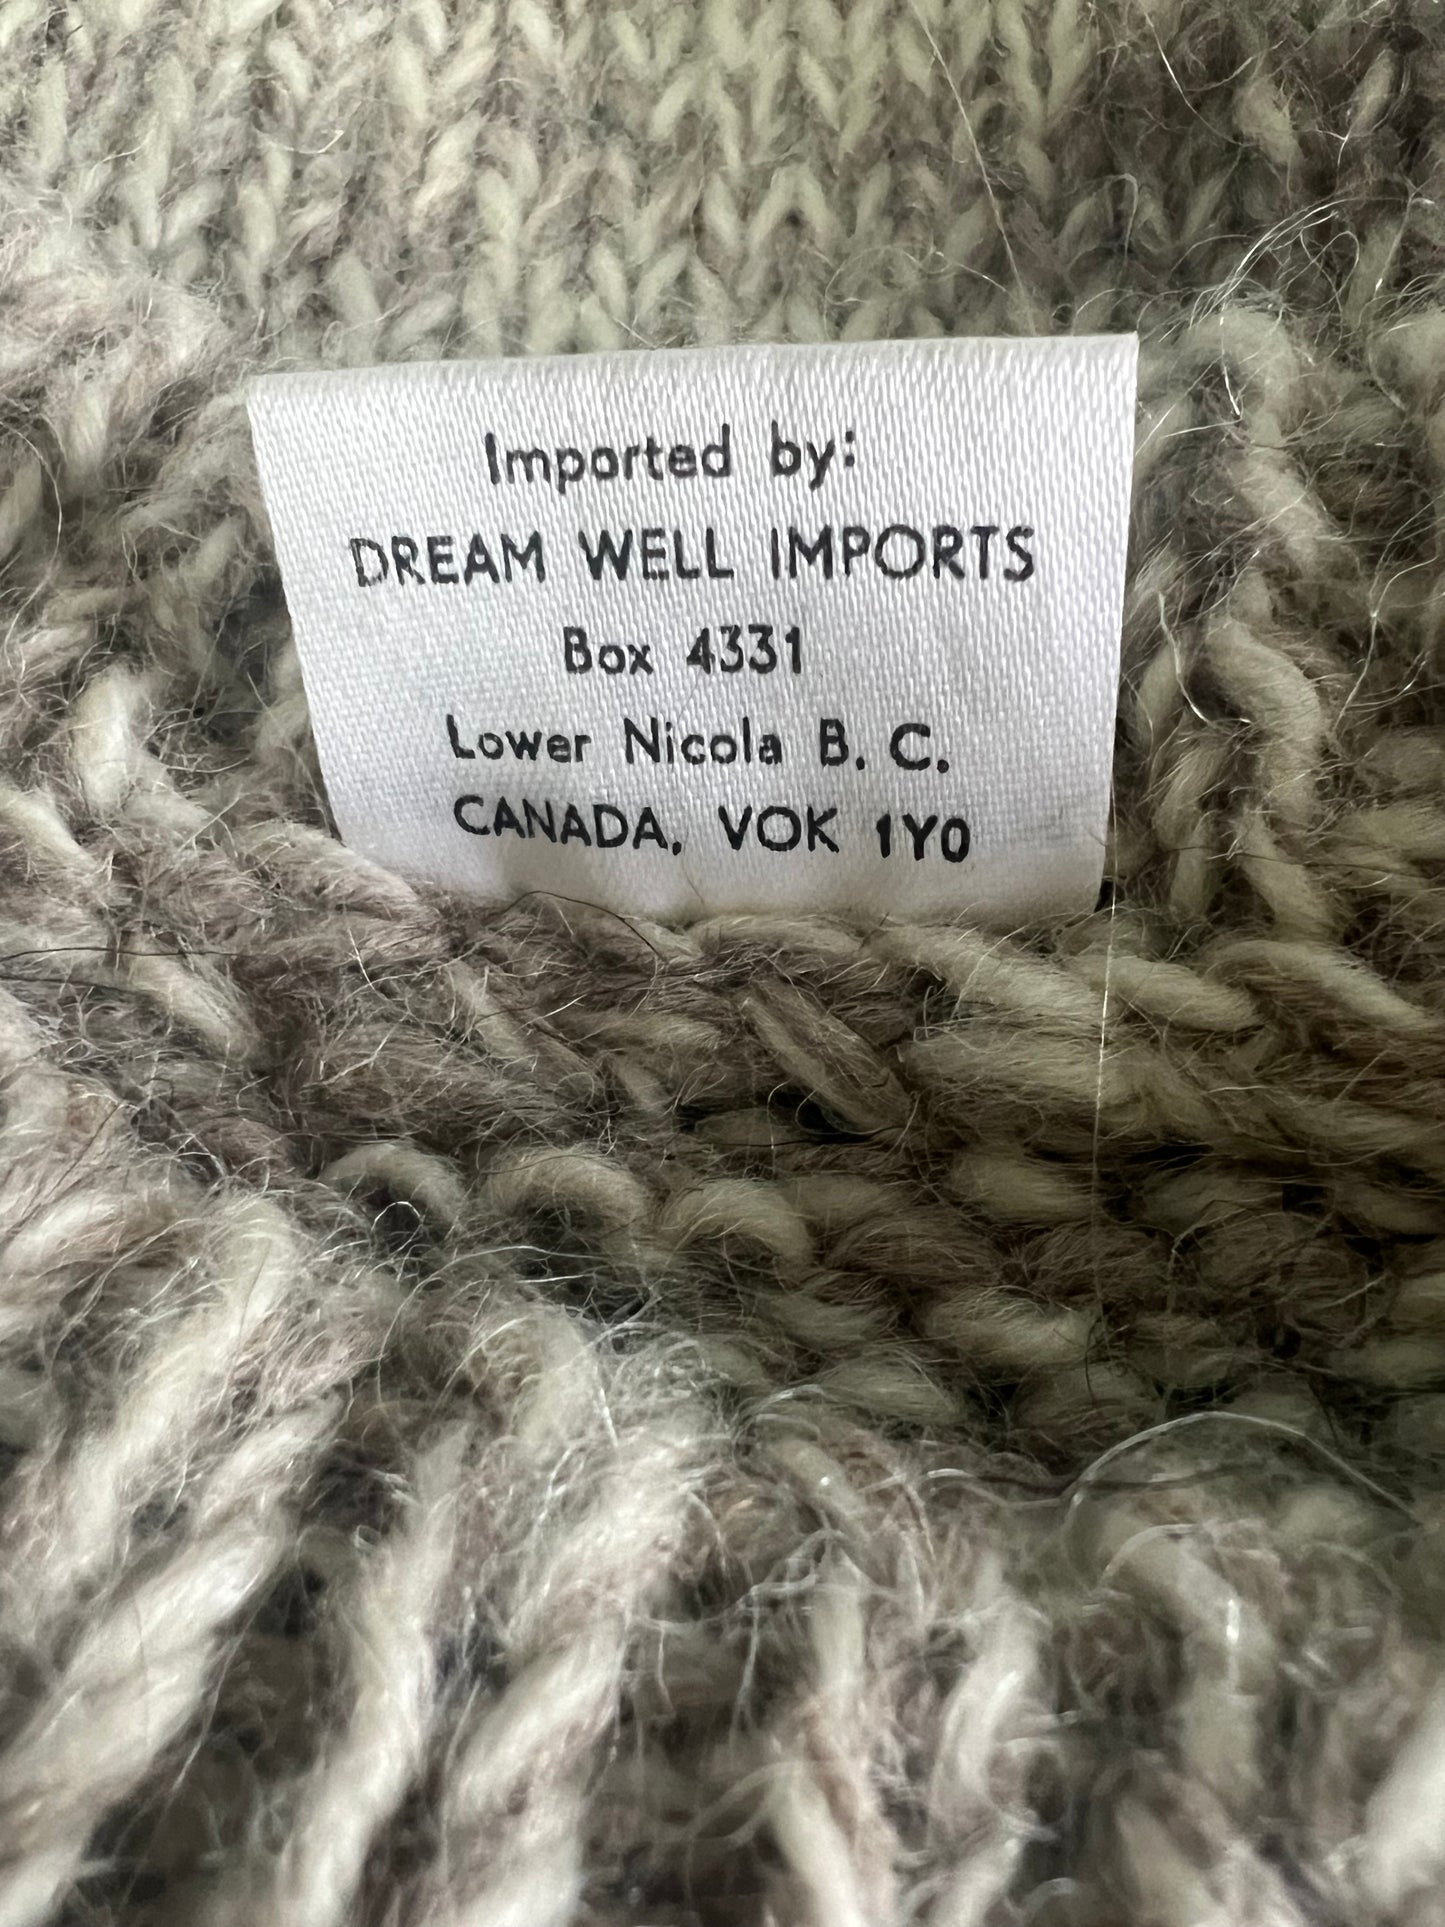 Imported by:
DREAM WELL IMPORTS
Box 4331
Lower Nicola B. C.
CANADA, VOK 1Y0